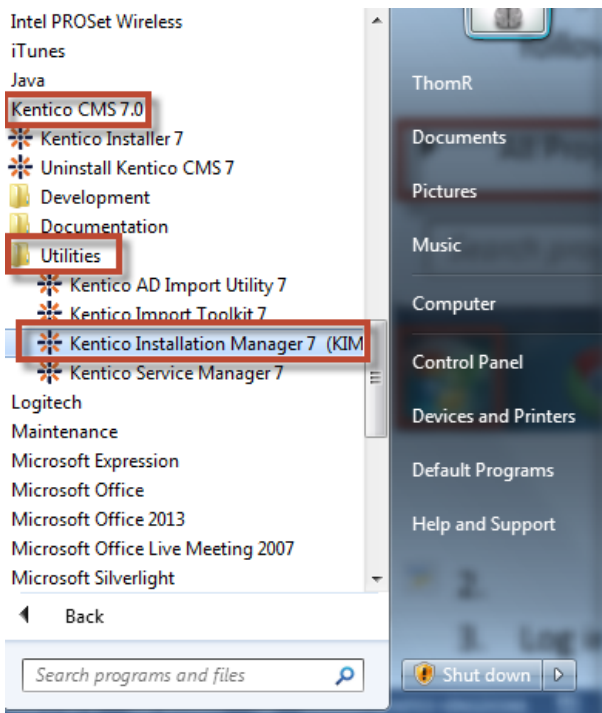 Intel PROSet Wireless
iTunes
Java
Kentico CMS 7.0
Kentico Installer 7
Uninstall Kentico CMS 7
Development
Documentation
Utilities
Kentico AD Import Utility 7
Kentico Import Toolkit 7
Kentico Installation Manager 7 (KIM
Kentico Service Manager 7
Logitech
Maintenance
Microsoft Expression
Microsoft Office
Microsoft Office 2013
Microsoft Office Live Meeting 2007
Microsoft Silverlight
Back
Search programs and files
ThomR
Documents
Pictures
Music
Computer
Control Panel
Devices and Printers
Default Programs
Help and Support
2.
3. Log
Shut down